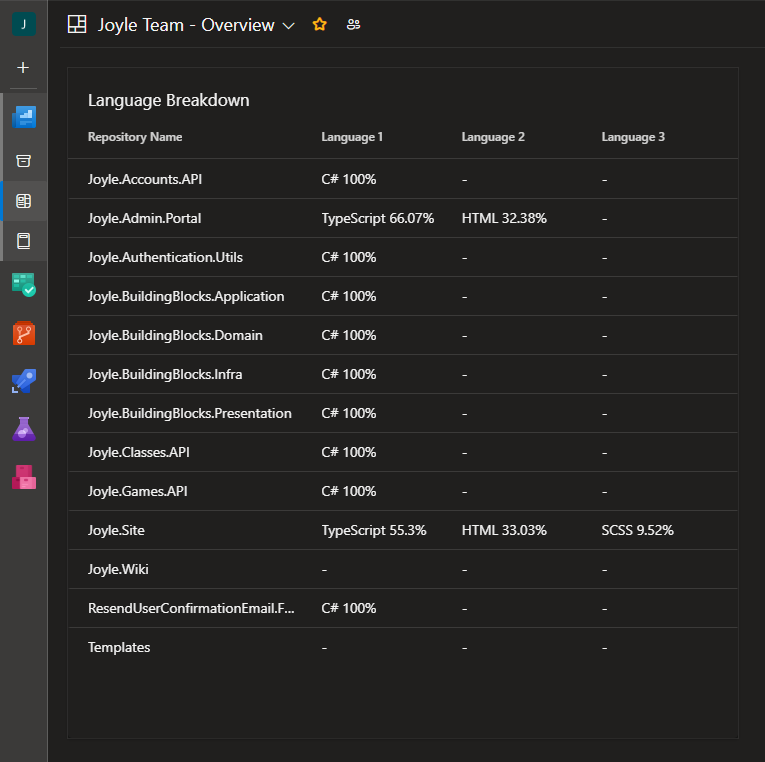 J
Joyle Team - Overview
Language Breakdown
Repository Name Language 1 Language 2 Language 3
Joyle.Accounts.API C# 100% - -
Joyle.Admin.Portal TypeScript 66.07% HTML 32.38% -
Joyle.Authentication.Utils C# 100% - -
Joyle.BuildingBlocks.Application C# 100% - -
Joyle.BuildingBlocks.Domain C# 100% - -
Joyle.BuildingBlocks.Infra C# 100% - -
Joyle.BuildingBlocks.Presentation C# 100% - -
Joyle.Classes.API C# 100% - -
Joyle.Games.API C# 100% - -
Joyle.Site TypeScript 55.3% HTML 33.03% SCSS 9.52%
Joyle.Wiki - - -
ResendUserConfirmationEmail.F... C# 100% - -
Templates - - -